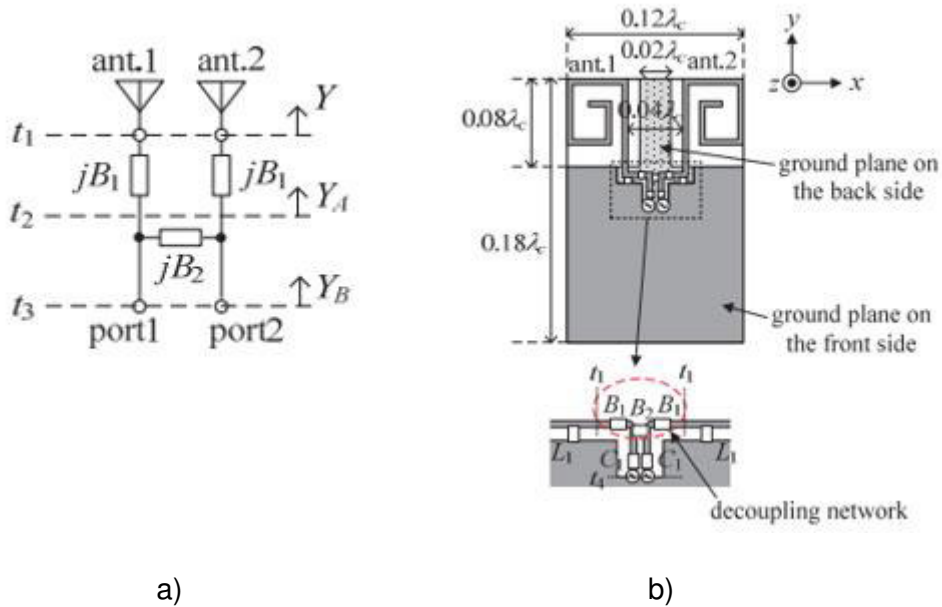 ant.1 ant.2
Y
t₁
jB₁ jB₁
Y_A
t₂
jB₂
Y_B
t₃
port1 port2
a)
0.12λc
0.02λc
ant.1 ant.2
y
z x
0.08λc
0.04λc
ground plane on
the back side
0.18λc
ground plane on
the front side
t₁ t₁
B₁ B₂ B₁
L₁ C₁ C₁ L₁
t₄
decoupling network
b)